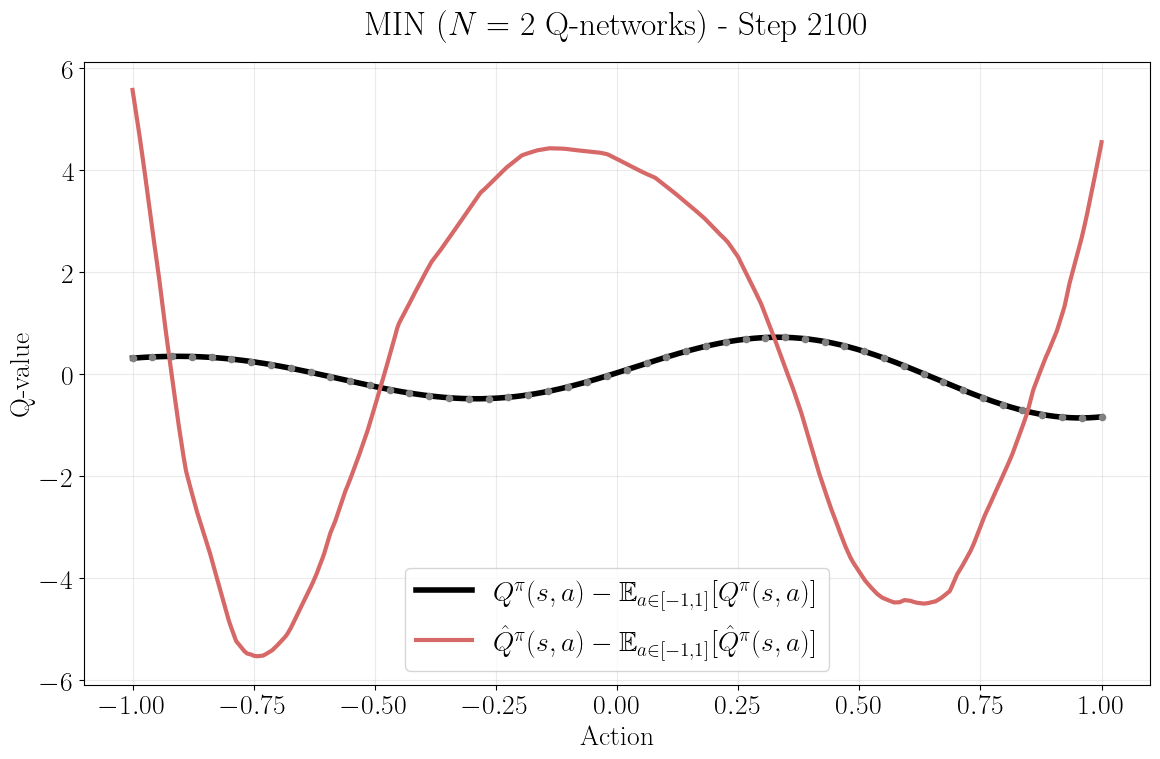 MIN (N = 2 Q-networks) - Step 2100
Q-value
6
4
2
0
−2
−4
−6
Q^π(s, a) − 𝔼_{a∈[−1,1]}[Q^π(s, a)]
Q̂^π(s, a) − 𝔼_{a∈[−1,1]}[Q̂^π(s, a)]
−1.00 −0.75 −0.50 −0.25 0.00 0.25 0.50 0.75 1.00
Action